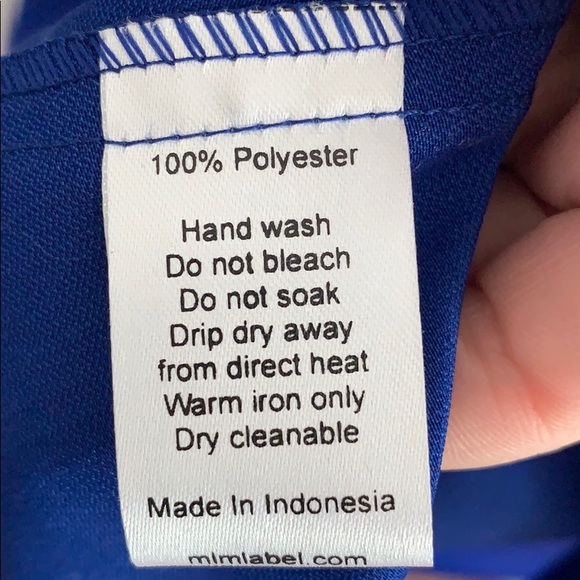 100% Polyester
Hand wash
Do not bleach
Do not soak
Drip dry away
from direct heat
Warm iron only
Dry cleanable
Made In Indonesia
mlmlabel.com